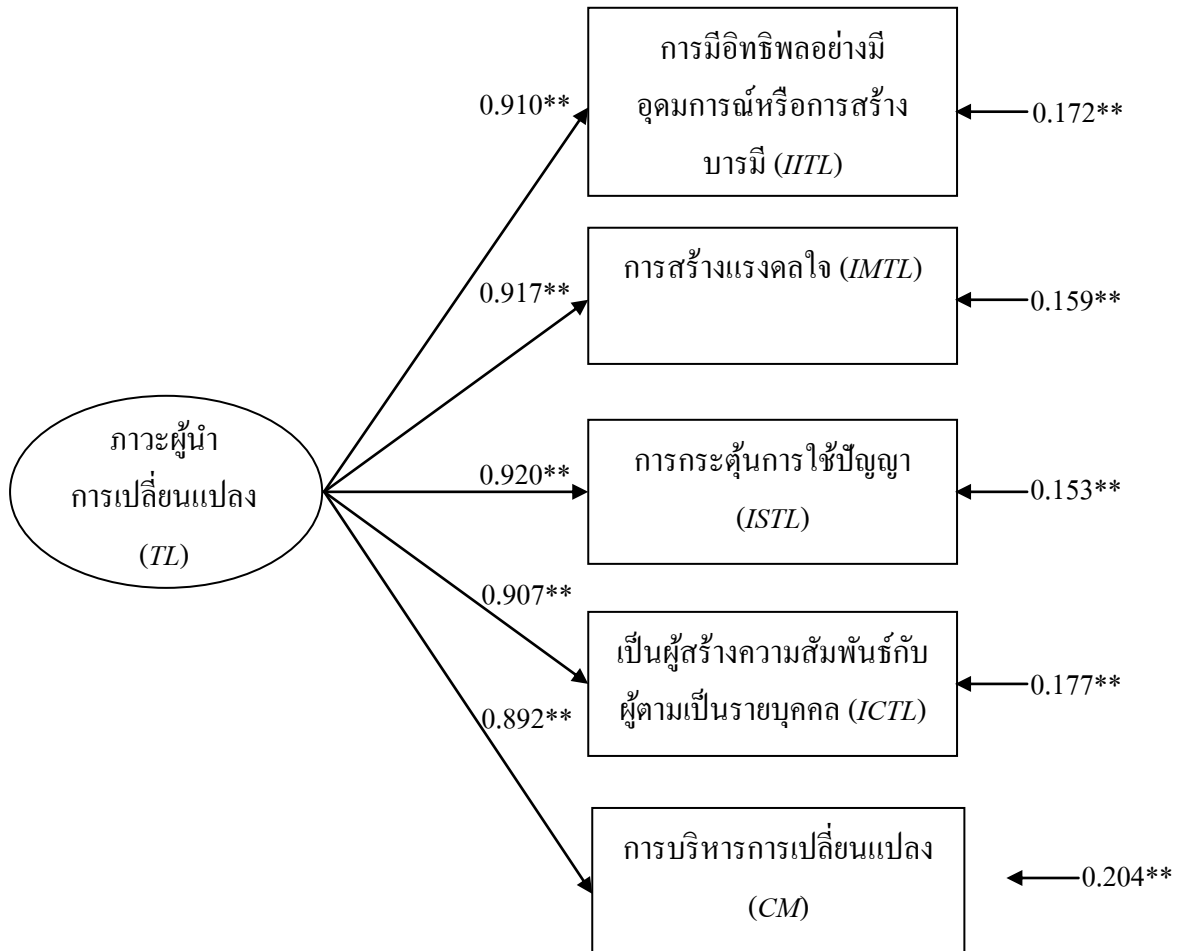 การมีอิทธิพลอย่างมี
อุดมการณ์หรือการสร้าง
บารมี (IITL)
0.910**
0.172**
การสร้างแรงดลใจ (IMTL)
0.917**
0.159**
ภาวะผู้นำ
การเปลี่ยนแปลง
(TL)
การกระตุ้นการใช้ปัญญา
(ISTL)
0.920**
0.153**
0.907**
เป็นผู้สร้างความสัมพันธ์กับ
ผู้ตามเป็นรายบุคคล (ICTL)
0.177**
0.892**
การบริหารการเปลี่ยนแปลง
(CM)
0.204**